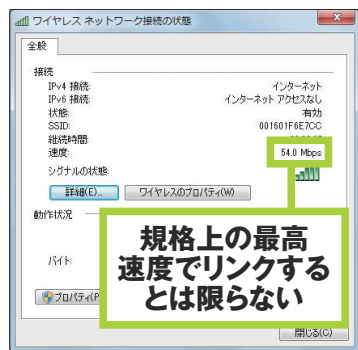 ワイヤレス ネットワーク接続の状態
全般
接続
IPv4 接続: インターネット
IPv6 接続: インターネット アクセスなし
状態: 有効
SSID: 001601F6E7CC
継続時間:
速度: 54.0 Mbps
シグナルの状態:
詳細(E)... ワイヤレスのプロパティ(W)
動作状況
規格上の最高
速度でリンクする
とは限らない
バイト:
プロパティ(P
閉じる(C)